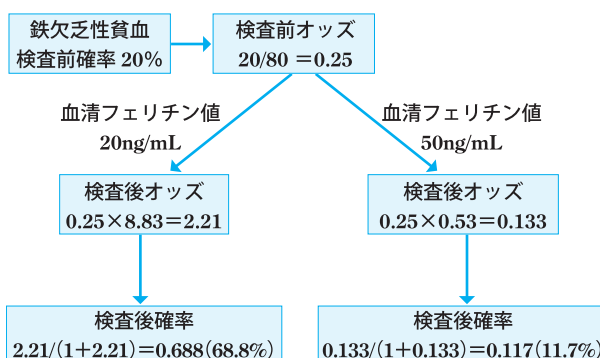 鉄欠乏性貧血
検査前確率 20%
検査前オッズ
20/80 =0.25
血清フェリチン値
20ng/mL
血清フェリチン値
50ng/mL
検査後オッズ
0.25×8.83=2.21
検査後オッズ
0.25×0.53=0.133
検査後確率
2.21/(1+2.21)=0.688(68.8%)
検査後確率
0.133/(1+0.133)=0.117(11.7%)